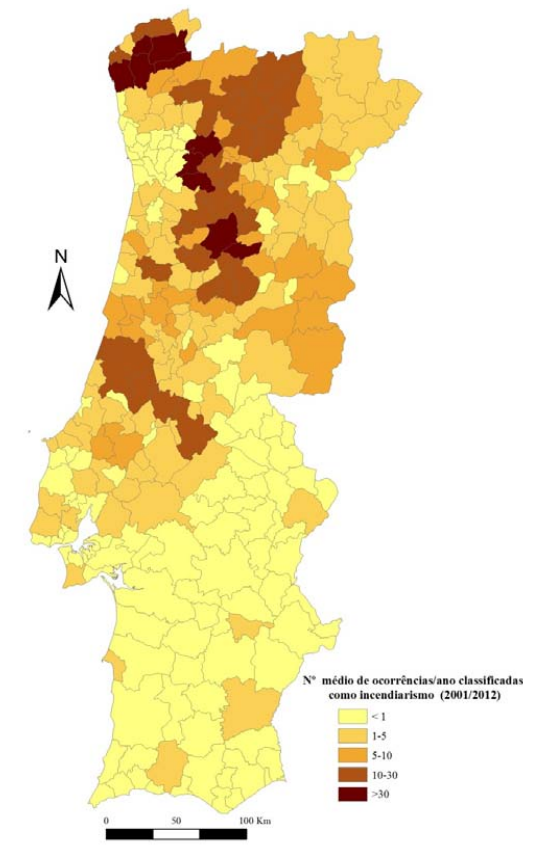 N
Nº médio de ocorrências/ano classificadas
como incendiarismo (2001/2012)
< 1
1-5
5-10
10-30
>30
0 50 100 Km